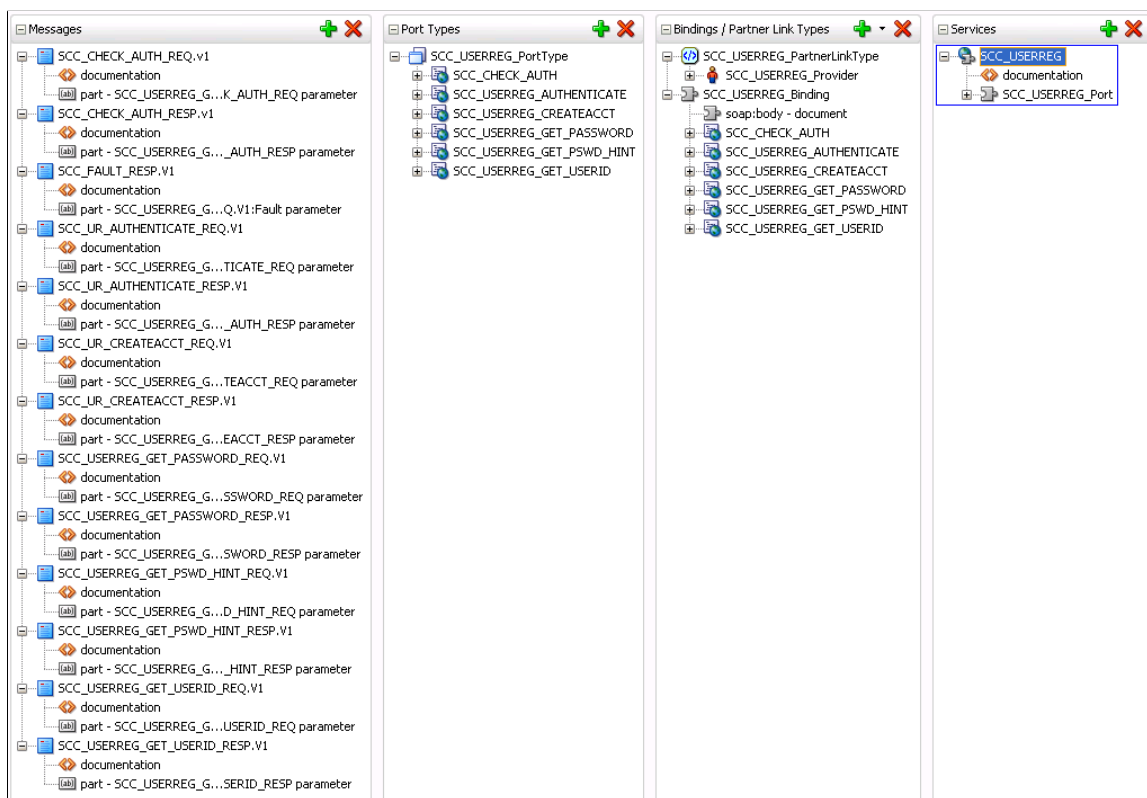 Messages
SCC_CHECK_AUTH_REQ.v1
documentation
part - SCC_USERREG_G...K_AUTH_REQ parameter
SCC_CHECK_AUTH_RESP.v1
documentation
part - SCC_USERREG_G..._AUTH_RESP parameter
SCC_FAULT_RESP.V1
documentation
part - SCC_USERREG_G...Q.V1:Fault parameter
SCC_UR_AUTHENTICATE_REQ.V1
documentation
part - SCC_USERREG_G...TICATE_REQ parameter
SCC_UR_AUTHENTICATE_RESP.V1
documentation
part - SCC_USERREG_G..._AUTH_RESP parameter
SCC_UR_CREATEACCT_REQ.V1
documentation
part - SCC_USERREG_G...TEACCT_REQ parameter
SCC_UR_CREATEACCT_RESP.V1
documentation
part - SCC_USERREG_G...EACCT_RESP parameter
SCC_USERREG_GET_PASSWORD_REQ.V1
documentation
part - SCC_USERREG_G...SSWORD_REQ parameter
SCC_USERREG_GET_PASSWORD_RESP.V1
documentation
part - SCC_USERREG_G...SWORD_RESP parameter
SCC_USERREG_GET_PSWD_HINT_REQ.V1
documentation
part - SCC_USERREG_G...D_HINT_REQ parameter
SCC_USERREG_GET_PSWD_HINT_RESP.V1
documentation
part - SCC_USERREG_G..._HINT_RESP parameter
SCC_USERREG_GET_USERID_REQ.V1
documentation
part - SCC_USERREG_G...USERID_REQ parameter
SCC_USERREG_GET_USERID_RESP.V1
documentation
part - SCC_USERREG_G...SERID_RESP parameter
Port Types
SCC_USERREG_PortType
SCC_CHECK_AUTH
SCC_USERREG_AUTHENTICATE
SCC_USERREG_CREATEACCT
SCC_USERREG_GET_PASSWORD
SCC_USERREG_GET_PSWD_HINT
SCC_USERREG_GET_USERID
Bindings / Partner Link Types
SCC_USERREG_PartnerLinkType
SCC_USERREG_Provider
SCC_USERREG_Binding
soap:body - document
SCC_CHECK_AUTH
SCC_USERREG_AUTHENTICATE
SCC_USERREG_CREATEACCT
SCC_USERREG_GET_PASSWORD
SCC_USERREG_GET_PSWD_HINT
SCC_USERREG_GET_USERID
Services
SCC_USERREG
documentation
SCC_USERREG_Port